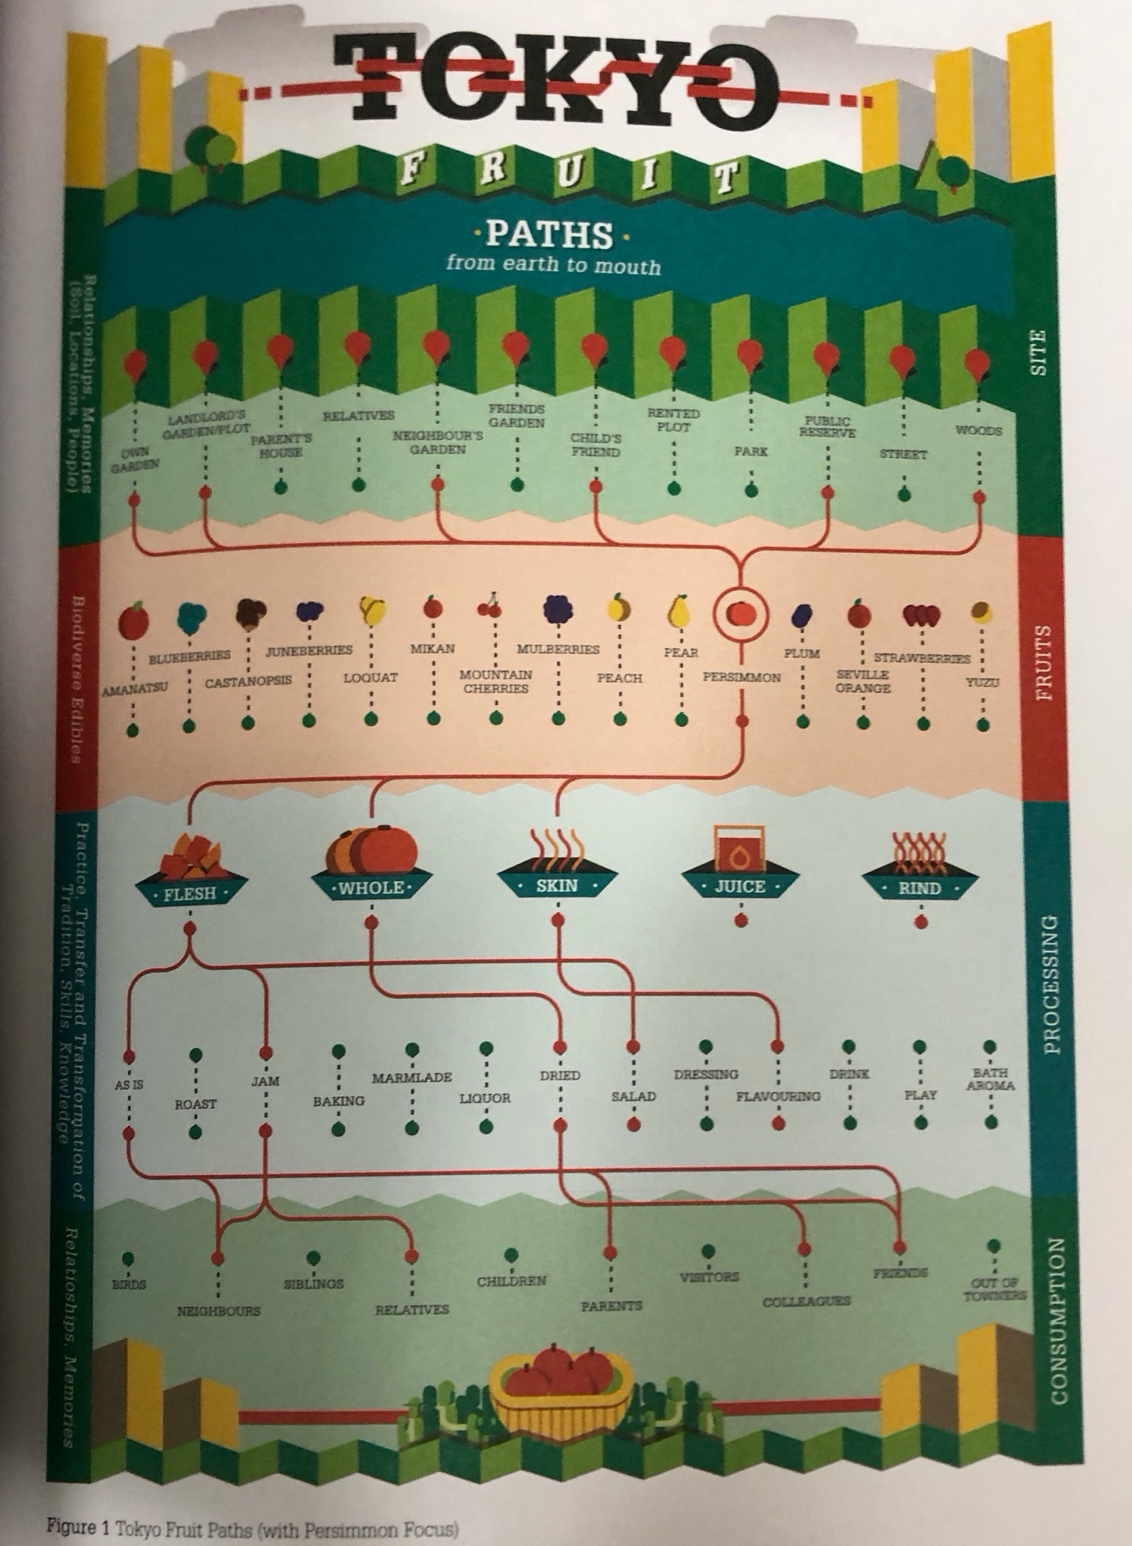 TOKYO
FRUIT
·PATHS·
from earth to mouth
Relationships, Memories
(Soil, Locations, People)
SITE
OWN
GARDEN
LANDLORD'S
GARDEN/PLOT
PARENT'S
HOUSE
RELATIVES
NEIGHBOUR'S
GARDEN
FRIENDS
GARDEN
CHILD'S
FRIEND
RENTED
PLOT
PARK
PUBLIC
RESERVE
STREET
WOODS
Biodiverse Edibles
FRUITS
AMANATSU
BLUEBERRIES
CASTANOPSIS
JUNEBERRIES
LOQUAT
MIKAN
MOUNTAIN
CHERRIES
MULBERRIES
PEACH
PEAR
PERSIMMON
PLUM
SEVILLE
ORANGE
STRAWBERRIES
YUZU
Practice, Transfer and Transformation of
Tradition, Skills, Knowledge
PROCESSING
· FLESH ·
·WHOLE·
· SKIN ·
· JUICE ·
· RIND ·
AS IS
ROAST
JAM
BAKING
MARMLADE
LIQUOR
DRIED
SALAD
DRESSING
FLAVOURING
DRINK
PLAY
BATH
AROMA
Relatioships, Memories
CONSUMPTION
BIRDS
NEIGHBOURS
SIBLINGS
RELATIVES
CHILDREN
PARENTS
VISITORS
COLLEAGUES
FRIENDS
OUT OF
TOWNERS
Figure 1 Tokyo Fruit Paths (with Persimmon Focus)